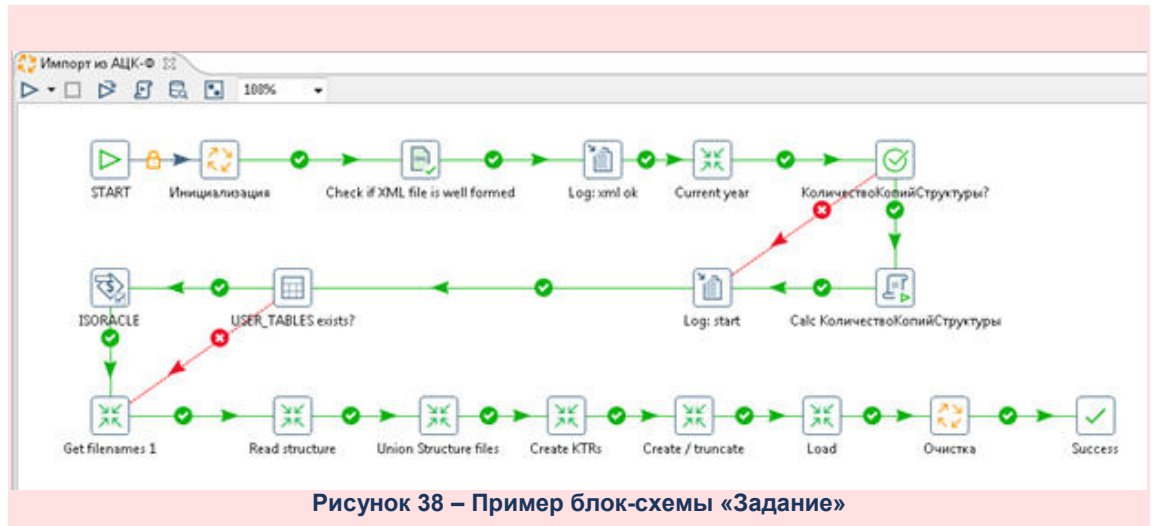 Импорт из АЦК-Ф
100%
START
Инициализация
Check if XML file is well formed
Log: xml ok
Current year
КоличествоКопийСтруктуры?
ISORACLE
USER_TABLES exists?
Log: start
Calc КоличествоКопийСтруктуры
Get filenames 1
Read structure
Union Structure files
Create KTRs
Create / truncate
Load
Очистка
Success
Рисунок 38 – Пример блок-схемы «Задание»